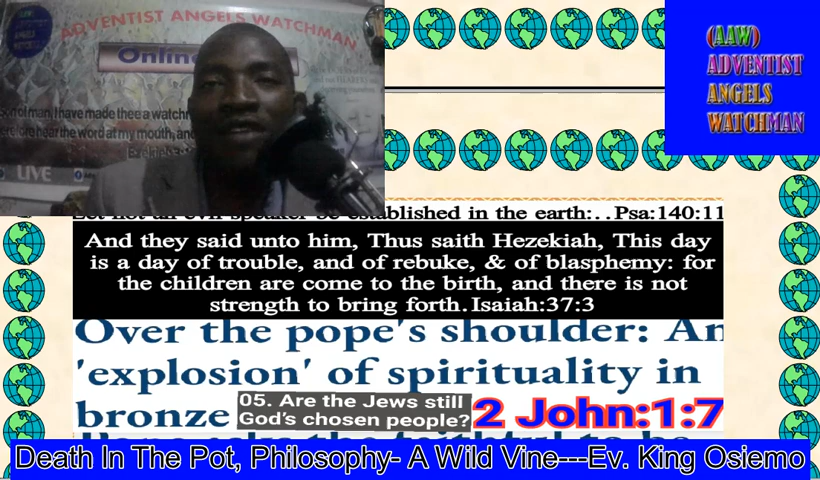 ADVENTIST ANGELS WATCHMAN
Online
Son of man, I have made thee a watchm
therefore hear the word at my mouth, and
Ezekiel
LIVE
(AAW)
ADVENTIST
ANGELS
WATCHMAN
Let not an evil speaker be established in the earth:. . Psa:140:11
And they said unto him, Thus saith Hezekiah, This day
is a day of trouble, and of rebuke, & of blasphemy: for
the children are come to the birth, and there is not
strength to bring forth. Isaiah:37:3
Over the pope's shoulder: An
'explosion' of spirituality in
bronze
05. Are the Jews still
God's chosen people?
2 John:1:7
Death In The Pot, Philosophy- A Wild Vine---Ev. King Osiemo